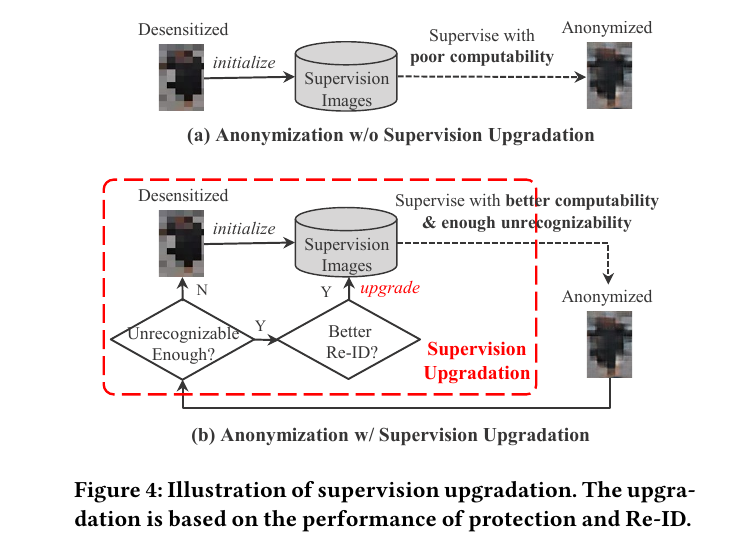 Desensitized
initialize
Supervision
Images
Supervise with
poor computability
Anonymized
(a) Anonymization w/o Supervision Upgradation
Desensitized
initialize
Supervision
Images
Supervise with better computability
& enough unrecognizability
N
Y
upgrade
Anonymized
Unrecognizable
Enough?
Y
Better
Re-ID?
Supervision
Upgradation
(b) Anonymization w/ Supervision Upgradation
Figure 4: Illustration of supervision upgradation. The upgra-
dation is based on the performance of protection and Re-ID.